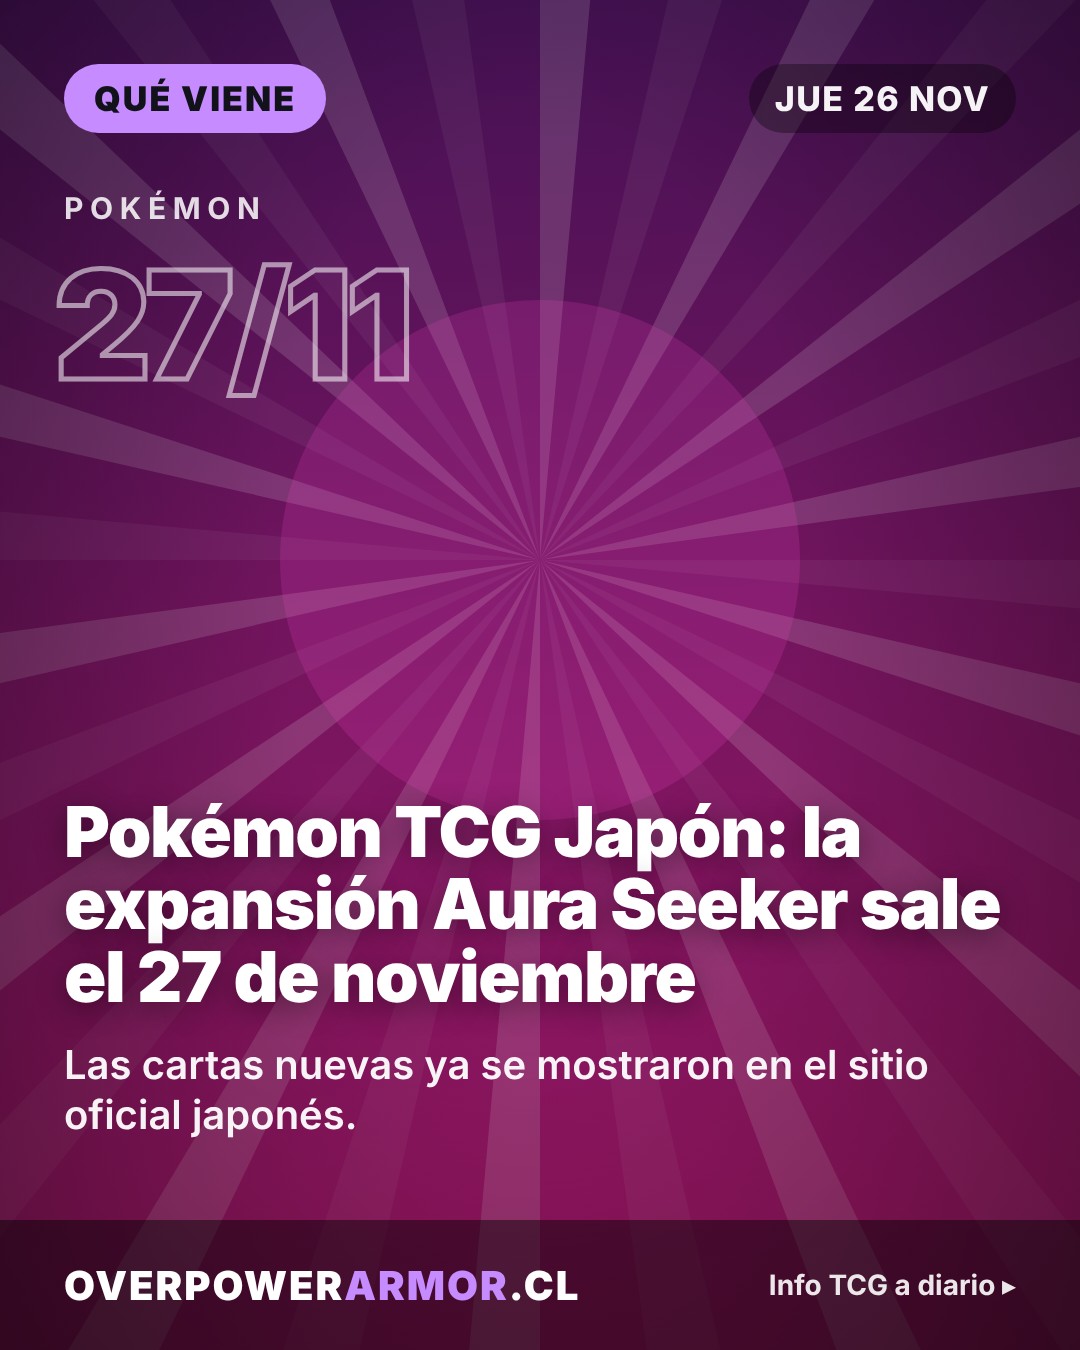 QUÉ VIENE
JUE 26 NOV
POKÉMON
27/11
Pokémon TCG Japón: la
expansión Aura Seeker sale
el 27 de noviembre
Las cartas nuevas ya se mostraron en el sitio
oficial japonés.
OVERPOWERARMOR.CL
Info TCG a diario ▸